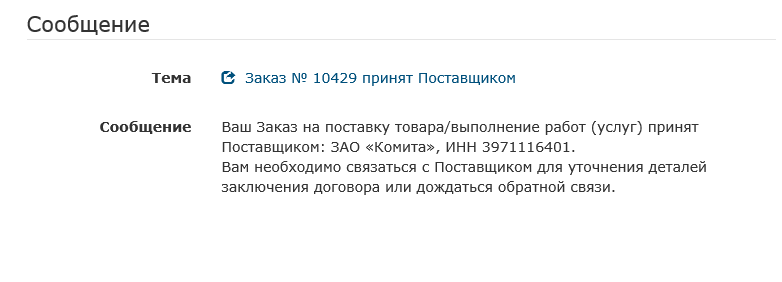 Сообщение
Тема Заказ № 10429 принят Поставщиком
Сообщение Ваш Заказ на поставку товара/выполнение работ (услуг) принят
Поставщиком: ЗАО «Комита», ИНН 3971116401.
Вам необходимо связаться с Поставщиком для уточнения деталей
заключения договора или дождаться обратной связи.